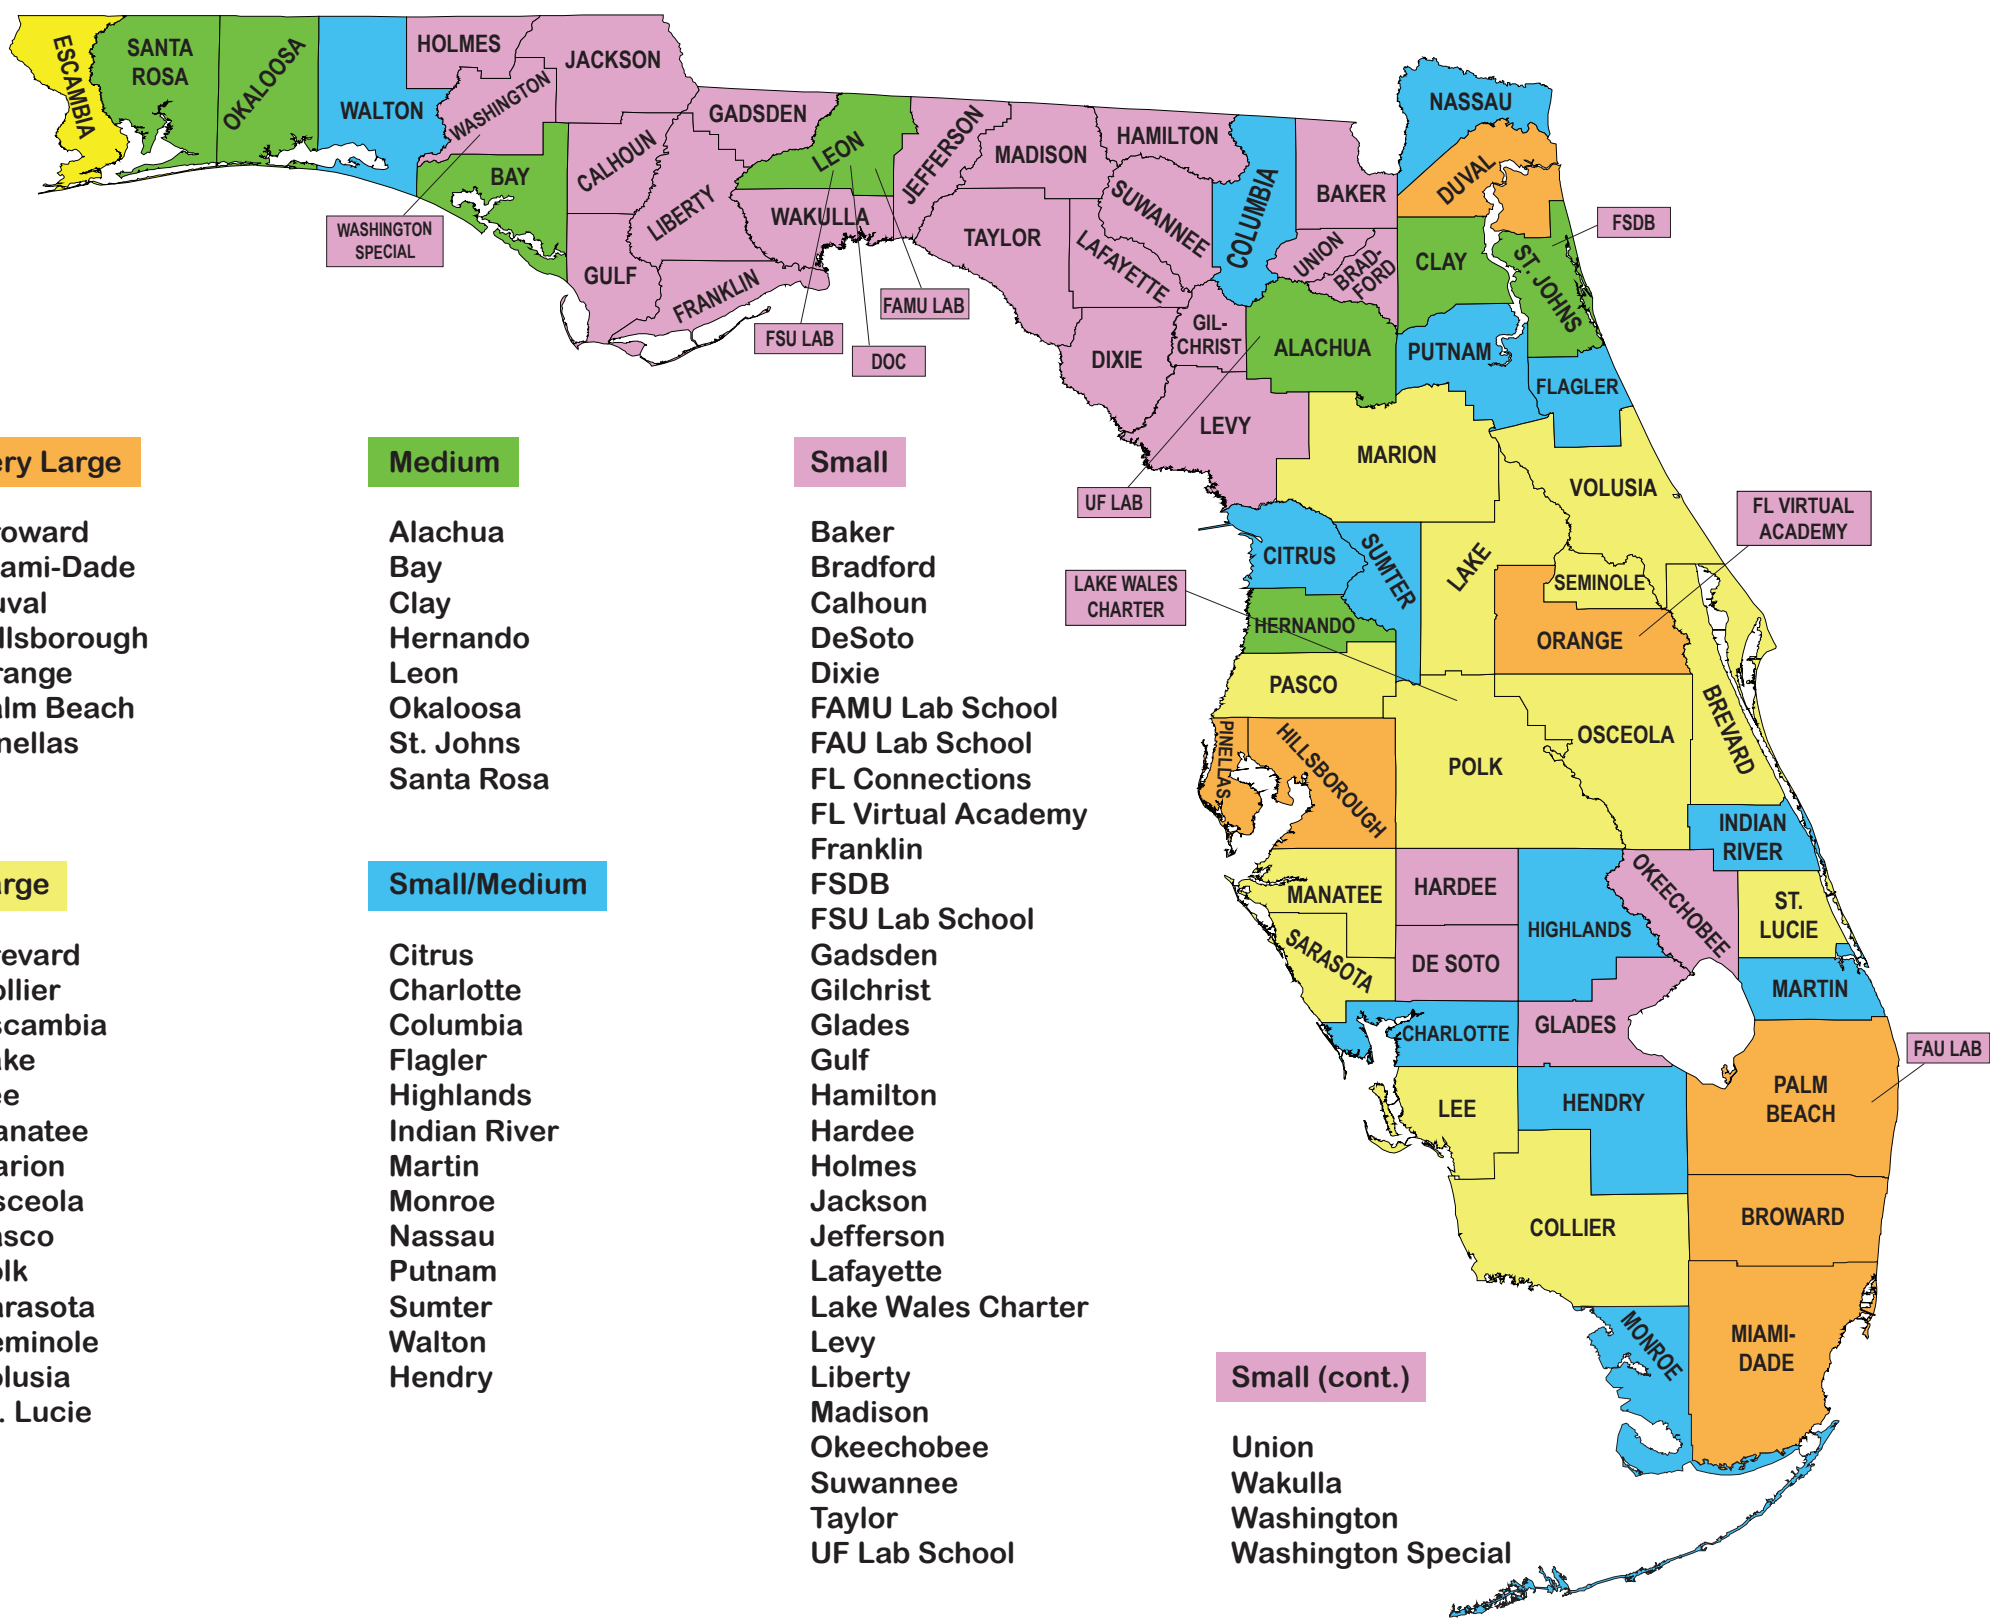 ESCAMBIA
SANTA
ROSA
OKALOOSA
WALTON
HOLMES
WASHINGTON
JACKSON
BAY
CALHOUN
GULF
LIBERTY
GADSDEN
FRANKLIN
LEON
WAKULLA
JEFFERSON
MADISON
TAYLOR
HAMILTON
SUWANNEE
LAFAYETTE
DIXIE
COLUMBIA
GIL-
CHRIST
LEVY
BAKER
UNION
BRAD-
FORD
ALACHUA
NASSAU
DUVAL
CLAY
ST. JOHNS
PUTNAM
FLAGLER
MARION
VOLUSIA
CITRUS
SUMTER
LAKE
SEMINOLE
ORANGE
HERNANDO
PASCO
PINELLAS
HILLSBOROUGH
POLK
OSCEOLA
BREVARD
INDIAN
RIVER
MANATEE
HARDEE
HIGHLANDS
OKEECHOBEE
ST.
LUCIE
SARASOTA
DE SOTO
MARTIN
CHARLOTTE
GLADES
LEE
HENDRY
PALM
BEACH
COLLIER
BROWARD
MONROE
MIAMI-
DADE
WASHINGTON
SPECIAL
FSU LAB
DOC
FAMU LAB
FSDB
UF LAB
FL VIRTUAL
ACADEMY
LAKE WALES
CHARTER
FAU LAB
ery Large
roward
ami-Dade
uval
llsborough
range
alm Beach
nellas
arge
revard
ollier
scambia
ake
ee
anatee
arion
sceola
asco
olk
arasota
eminole
olusia
. Lucie
Medium
Alachua
Bay
Clay
Hernando
Leon
Okaloosa
St. Johns
Santa Rosa
Small/Medium
Citrus
Charlotte
Columbia
Flagler
Highlands
Indian River
Martin
Monroe
Nassau
Putnam
Sumter
Walton
Hendry
Small
Baker
Bradford
Calhoun
DeSoto
Dixie
FAMU Lab School
FAU Lab School
FL Connections
FL Virtual Academy
Franklin
FSDB
FSU Lab School
Gadsden
Gilchrist
Glades
Gulf
Hamilton
Hardee
Holmes
Jackson
Jefferson
Lafayette
Lake Wales Charter
Levy
Liberty
Madison
Okeechobee
Suwannee
Taylor
UF Lab School
Small (cont.)
Union
Wakulla
Washington
Washington Special